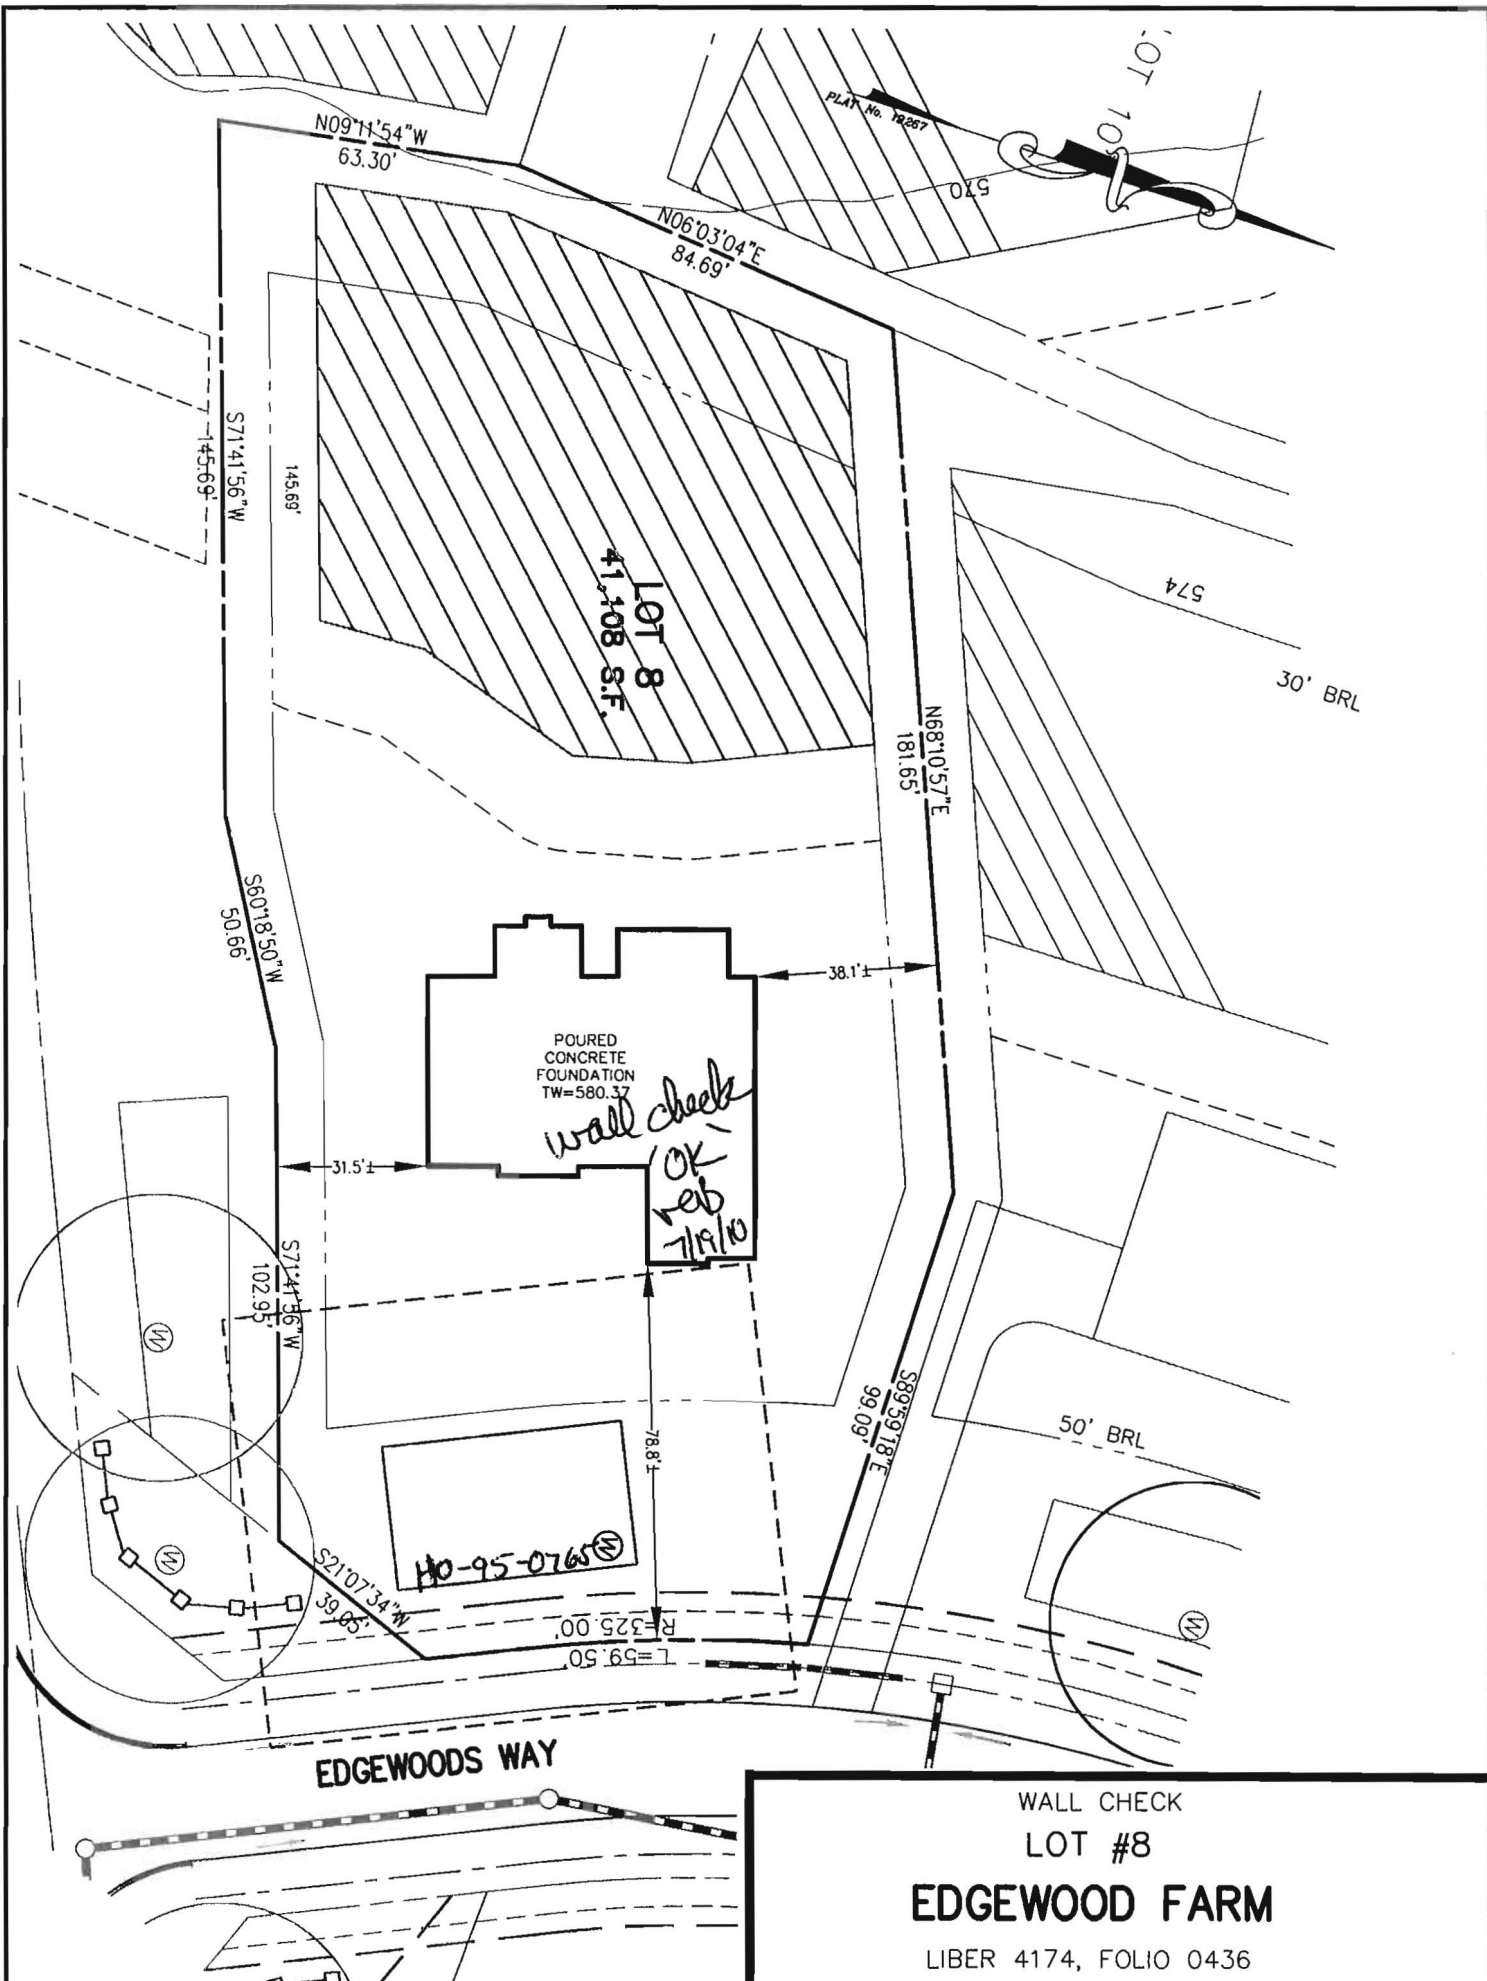 LOT 10
PLAT No. 19267
N09°11'54"W
63.30'
570
N06°03'04"E
84.69'
S71°41'56"W
145.69'
145.69'
LOT 8
41,108 S.F.
574
30' BRL
N68°10'57"E
181.65'
S60°18'50"W
50.66'
38.1'±
POURED
CONCRETE
FOUNDATION
TW=580.37
wall check
OK
7/19/10
31.5'±
S71°41'56"W
102.95'
W
S89°59'18"E
99.09'
50' BRL
78.8'±
W
HO-95-0765
W
S21°07'34"W
39.05'
R=325.00'
L=59.50'
W
EDGEWOODS WAY
WALL CHECK
LOT #8
EDGEWOOD FARM
LIBER 4174, FOLIO 0436